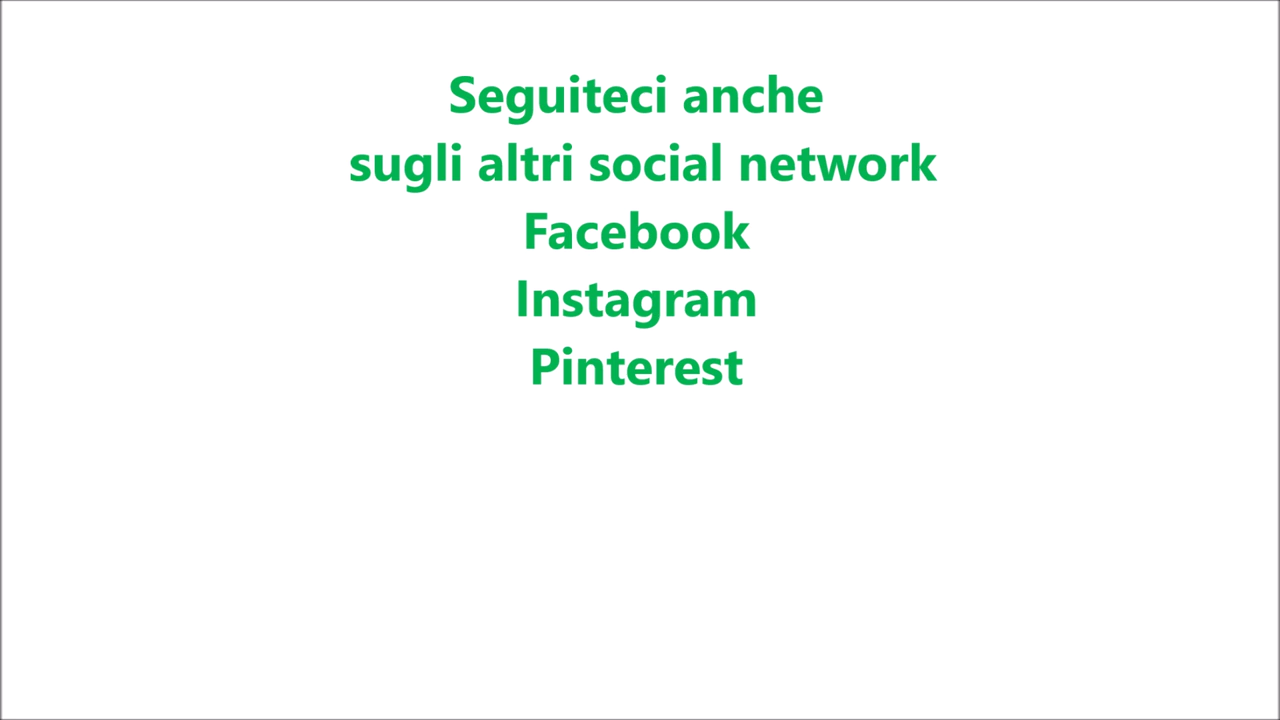 Seguiteci anche
sugli altri social network
Facebook
Instagram
Pinterest